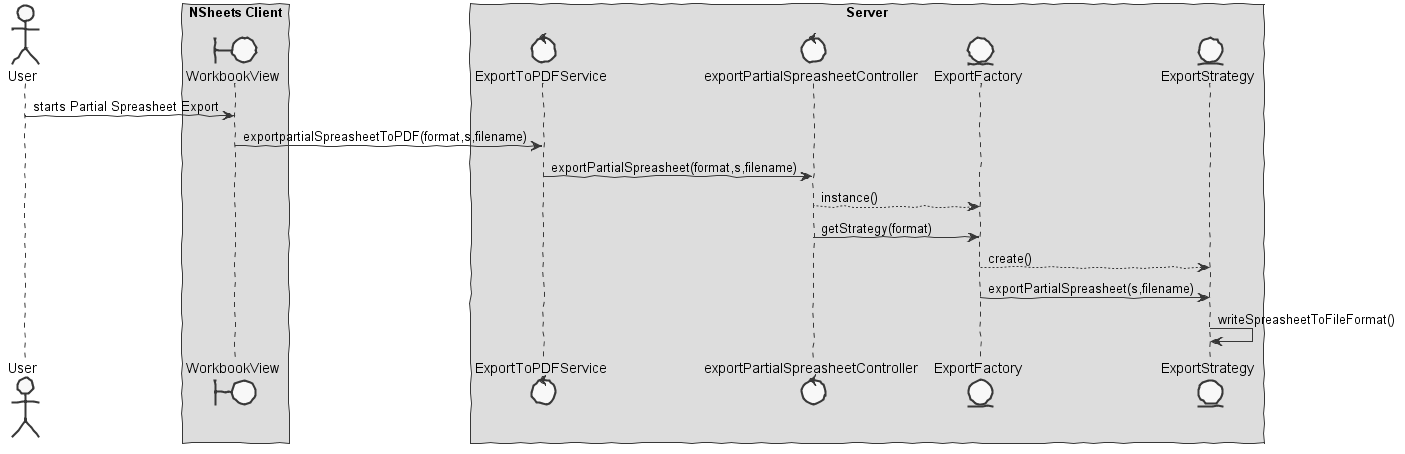 NSheets Client
Server
User
WorkbookView
ExportToPDFService
exportPartialSpreasheetController
ExportFactory
ExportStrategy
starts Partial Spreasheet Export
exportpartialSpreasheetToPDF(format,s,filename)
exportPartialSpreasheet(format,s,filename)
instance()
getStrategy(format)
create()
exportPartialSpreasheet(s,filename)
writeSpreasheetToFileFormat()
User
WorkbookView
ExportToPDFService
exportPartialSpreasheetController
ExportFactory
ExportStrategy